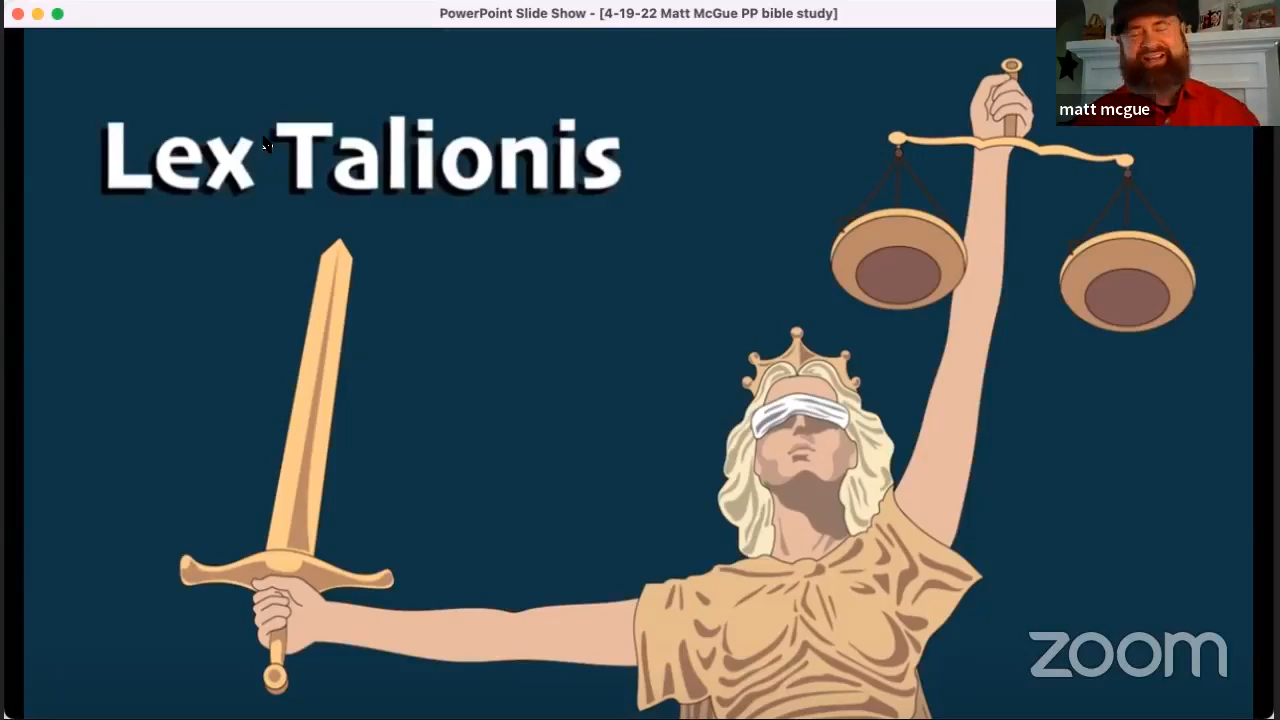 PowerPoint Slide Show - [4-19-22 Matt McGue PP bible study]
matt mcgue
Lex Talionis
zoom